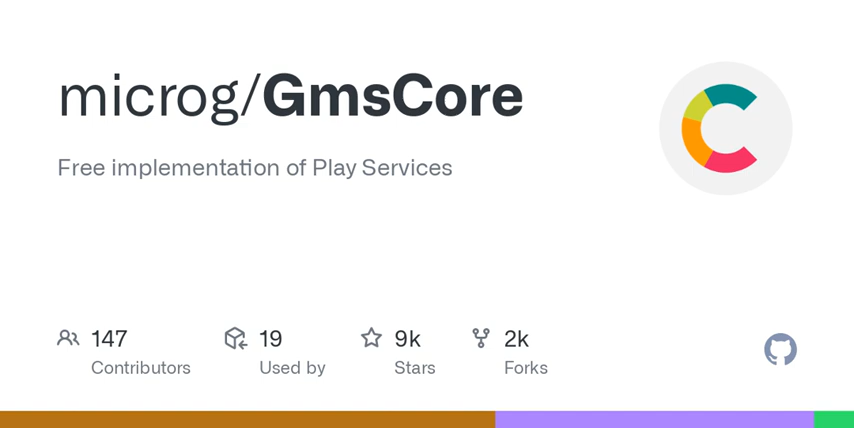 microg/GmsCore
Free implementation of Play Services
147 19 9k 2k
Contributors Used by Stars Forks